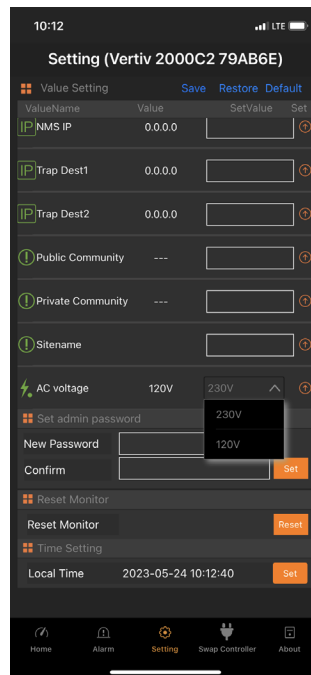 10:12 LTE
Setting (Vertiv 2000C2 79AB6E)
Value Setting Save Restore Default
ValueName Value SetValue Set
IP NMS IP 0.0.0.0
IP Trap Dest1 0.0.0.0
IP Trap Dest2 0.0.0.0
Public Community ---
Private Community ---
Sitename
AC voltage 120V 230V
230V
Set admin password
120V
New Password
Confirm Set
Reset Monitor
Reset Monitor Reset
Time Setting
Local Time 2023-05-24 10:12:40 Set
Home Alarm Setting Swap Controller About